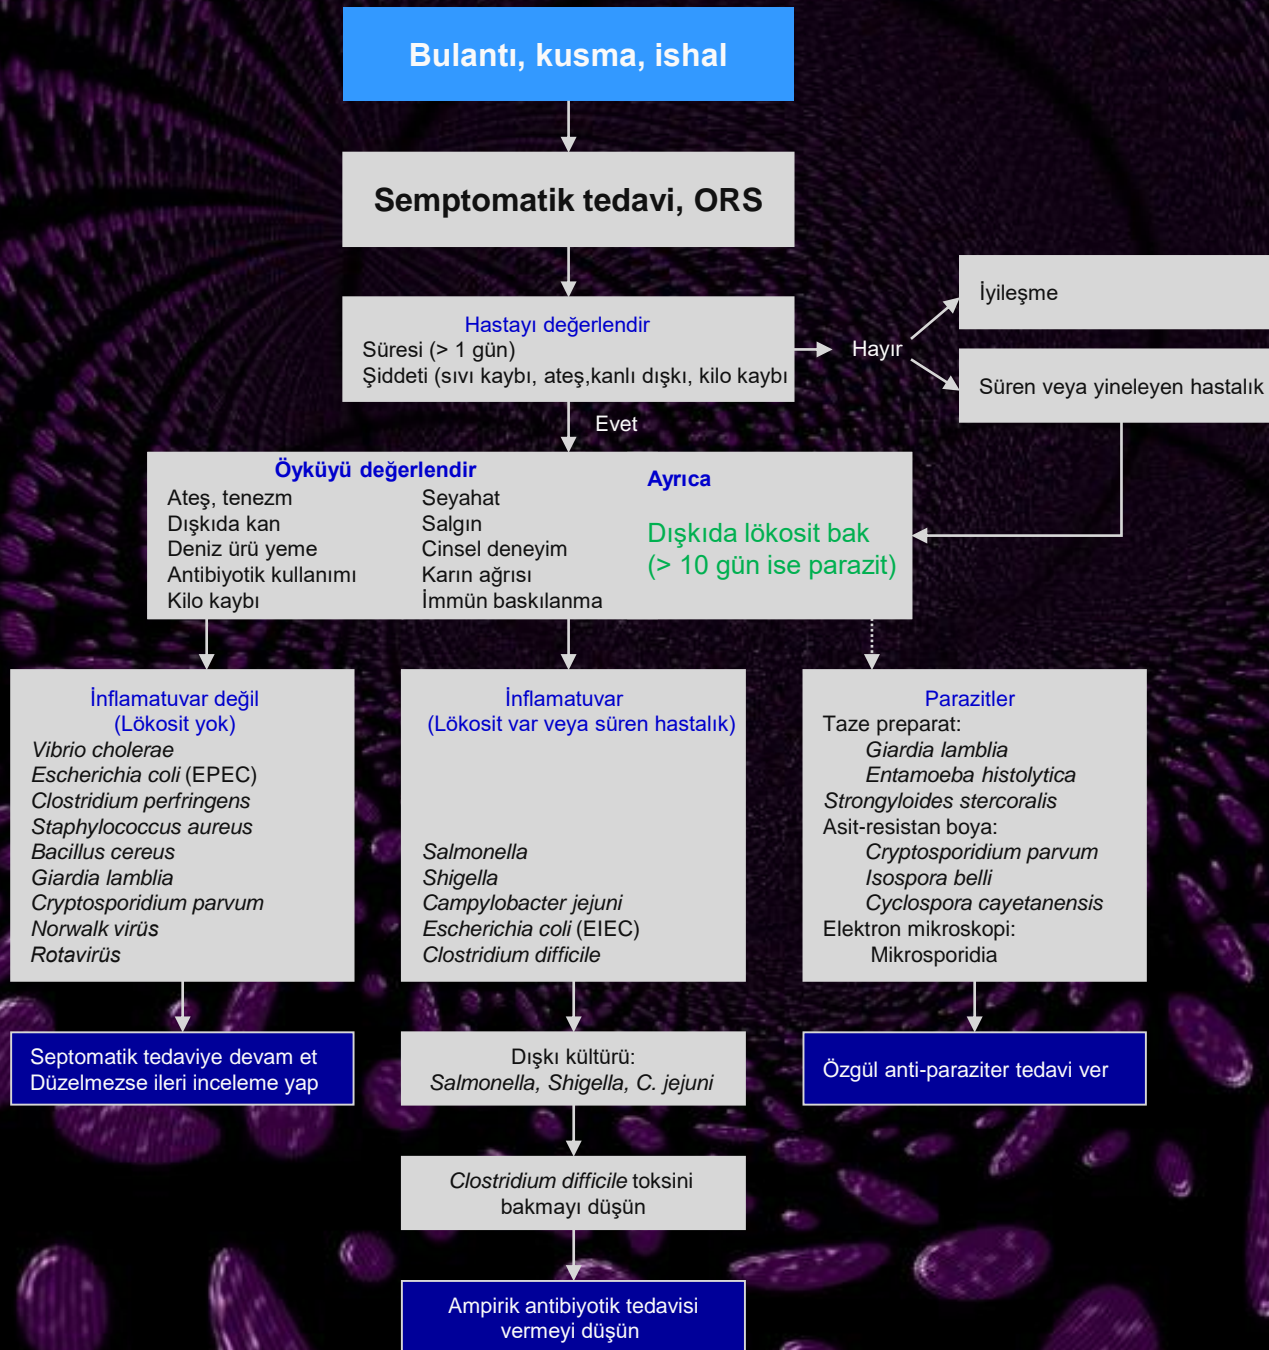 Bulantı, kusma, ishal
Semptomatik tedavi, ORS
Hastayı değerlendir
Süresi (> 1 gün)
Şiddeti (sıvı kaybı, ateş,kanlı dışkı, kilo kaybı
Hayır
İyileşme
Süren veya yineleyen hastalık
Evet
Öyküyü değerlendir
Ateş, tenezm
Dışkıda kan
Deniz ürü yeme
Antibiyotik kullanımı
Kilo kaybı
Seyahat
Salgın
Cinsel deneyim
Karın ağrısı
İmmün baskılanma
Ayrıca
Dışkıda lökosit bak
(> 10 gün ise parazit)
İnflamatuvar değil
(Lökosit yok)
Vibrio cholerae
Escherichia coli (EPEC)
Clostridium perfringens
Staphylococcus aureus
Bacillus cereus
Giardia lamblia
Cryptosporidium parvum
Norwalk virüs
Rotavirüs
İnflamatuvar
(Lökosit var veya süren hastalık)
Salmonella
Shigella
Campylobacter jejuni
Escherichia coli (EIEC)
Clostridium difficile
Parazitler
Taze preparat:
Giardia lamblia
Entamoeba histolytica
Strongyloides stercoralis
Asit-resistan boya:
Cryptosporidium parvum
Isospora belli
Cyclospora cayetanensis
Elektron mikroskopi:
Mikrosporidia
Septomatik tedaviye devam et
Düzelmezse ileri inceleme yap
Dışkı kültürü:
Salmonella, Shigella, C. jejuni
Özgül anti-paraziter tedavi ver
Clostridium difficile toksini
bakmayı düşün
Ampirik antibiyotik tedavisi
vermeyi düşün